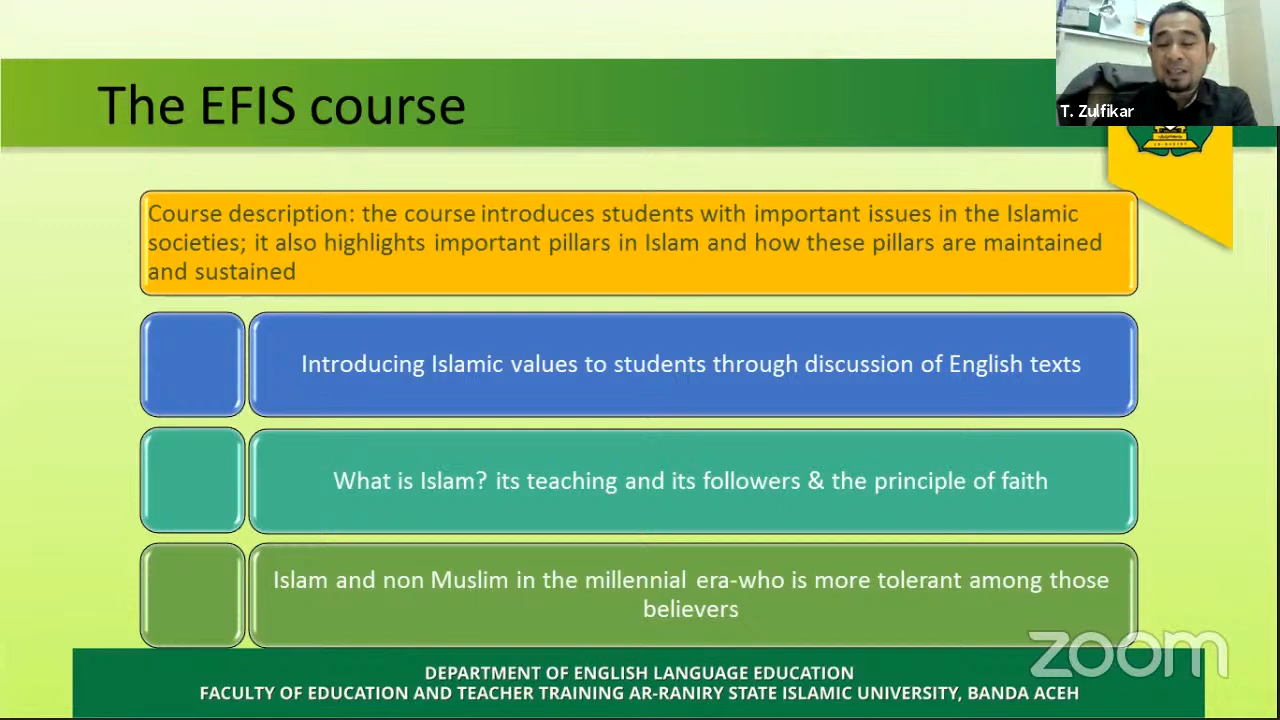 The EFIS course
T. Zulfikar
Course description: the course introduces students with important issues in the Islamic
societies; it also highlights important pillars in Islam and how these pillars are maintained
and sustained
Introducing Islamic values to students through discussion of English texts
What is Islam? its teaching and its followers & the principle of faith
Islam and non Muslim in the millennial era-who is more tolerant among those
believers
zoom
DEPARTMENT OF ENGLISH LANGUAGE EDUCATION
FACULTY OF EDUCATION AND TEACHER TRAINING AR-RANIRY STATE ISLAMIC UNIVERSITY, BANDA ACEH